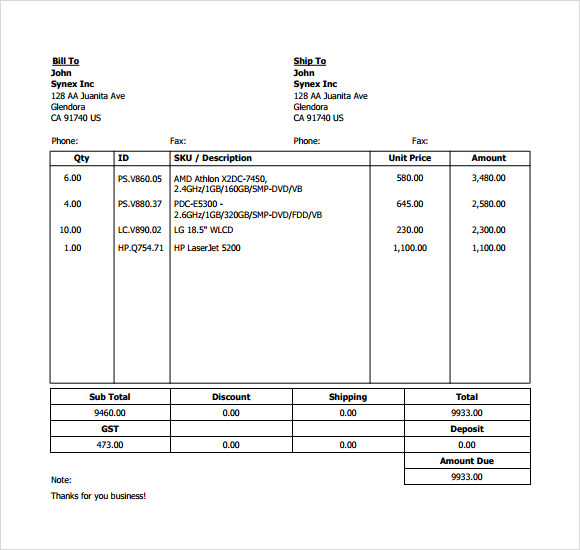 Bill To Ship To
John John
Synex Inc Synex Inc
128 AA Juanita Ave 128 AA Juanita Ave
Glendora Glendora
CA 91740 US CA 91740 US
Phone: Fax: Phone: Fax:
Qty ID SKU / Description Unit Price Amount
6.00 PS.V860.05 AMD Athlon X2DC-7450, 580.00 3,480.00
2.4GHz/1GB/160GB/SMP-DVD/VB
4.00 PS.V880.37 PDC-E5300 - 645.00 2,580.00
2.6GHz/1GB/320GB/SMP-DVD/FDD/VB
10.00 LC.V890.02 LG 18.5" WLCD 230.00 2,300.00
1.00 HP.Q754.71 HP LaserJet 5200 1,100.00 1,100.00
Sub Total Discount Shipping Total
9460.00 0.00 0.00 9933.00
GST Deposit
473.00 0.00 0.00 0.00
Amount Due
9933.00
Note:
Thanks for you business!